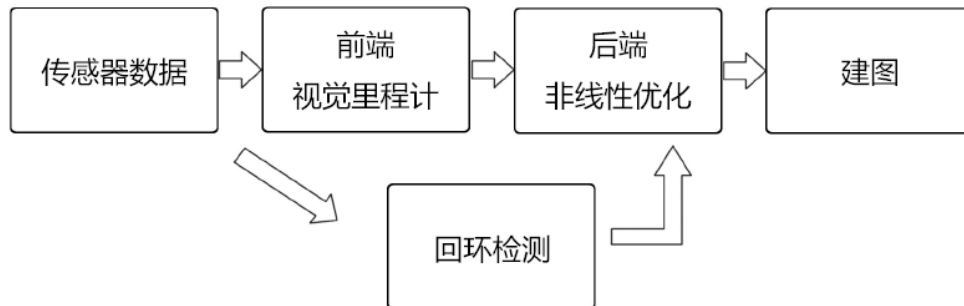 传感器数据
前端
视觉里程计
后端
非线性优化
建图
回环检测